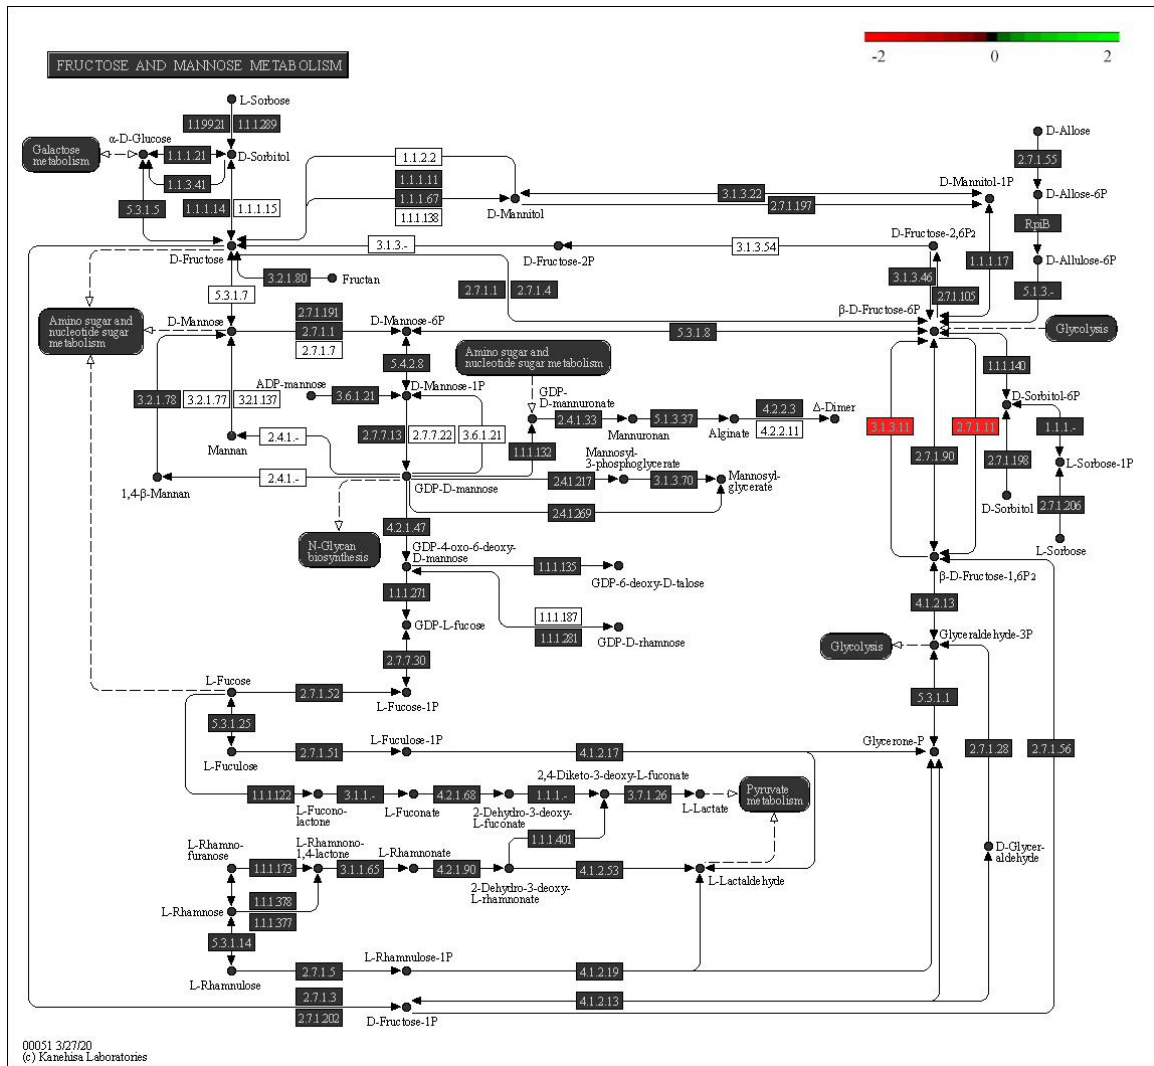 -2
0
2
FRUCTOSE AND MANNOSE METABOLISM
L-Sorbose
1.1.99.21
1.1.1.289
D-Allose
α-D-Glucose
Galactose
metabolism
1.1.1.21
D-Sorbitol
1.1.2.2
2.7.1.55
1.1.3.41
1.1.1.11
D-Mannitol-1P
3.1.3.22
D-Allose-6P
5.3.1.5
1.1.1.14
1.1.1.15
1.1.1.67
2.7.1.197
1.1.1.138
D-Mannitol
RpiB
D-Fructose-2,6P2
3.1.3.-
3.1.3.54
D-Fructose
D-Fructose-2P
1.1.1.17
D-Allulose-6P
3.2.1.80
Fructan
3.1.3.46
2.7.1.105
5.3.1.7
2.7.1.1
2.7.1.4
5.1.3.-
2.7.1.191
β-D-Fructose-6P
Amino sugar and
nucleotide sugar
metabolism
D-Mannose
2.7.1.1
D-Mannose-6P
5.3.1.8
Glycolysis
2.7.1.7
Amino sugar and
nucleotide sugar metabolism
5.4.2.8
1.1.1.140
ADP-mannose
D-Mannose-1P
GDP-
D-mannuronate
3.2.1.78
3.2.1.77
3.2.1.137
3.6.1.21
D-Sorbitol-6P
4.2.2.3
Δ-Dimer
2.4.1.33
5.1.3.37
3.1.3.11
2.7.1.11
1.1.1.-
Mannuronan
Alginate
4.2.2.11
Mannan
2.4.1.-
2.7.7.13
2.7.7.22
3.6.1.21
1.1.1.132
Mannosyl-
3-phosphoglycerate
2.7.1.90
2.7.1.198
L-Sorbose-1P
2.4.1.-
GDP-D-mannose
2.4.1.217
3.1.3.70
Mannosyl-
glycerate
1,4-β-Mannan
D-Sorbitol
2.7.1.206
2.4.1.269
4.2.1.47
L-Sorbose
N-Glycan
biosynthesis
GDP-4-oxo-6-deoxy-
D-mannose
1.1.1.135
GDP-6-deoxy-D-talose
β-D-Fructose-1,6P2
1.1.1.271
4.1.2.13
1.1.1.187
GDP-L-fucose
1.1.1.281
GDP-D-rhamnose
Glyceraldehyde-3P
Glycolysis
2.7.7.30
L-Fucose
2.7.1.52
L-Fucose-1P
5.3.1.1
5.3.1.25
L-Fuculose-1P
Glycerone-P
2.7.1.51
4.1.2.17
2.7.1.28
2.7.1.56
L-Fuculose
2,4-Diketo-3-deoxy-L-fuconate
1.1.1.122
3.1.1.-
4.2.1.68
1.1.1.-
3.7.1.26
Pyruvate
metabolism
L-Fucono-
lactone
L-Fuconate
2-Dehydro-3-deoxy-
L-fuconate
L-Lactate
1.1.1.401
L-Rhamno-
furanose
L-Rhamnono-
1,4-lactone
L-Rhamnonate
D-Glycer-
aldehyde
1.1.1.173
3.1.1.65
4.2.1.90
4.1.2.53
2-Dehydro-3-deoxy-
L-rhamnonate
L-Lactaldehyde
1.1.1.378
L-Rhamnose
1.1.1.377
5.3.1.14
L-Rhamnulose-1P
2.7.1.5
4.1.2.19
L-Rhamnulose
2.7.1.3
4.1.2.13
2.7.1.202
D-Fructose-1P
00051 3/27/20
(c) Kanehisa Laboratories